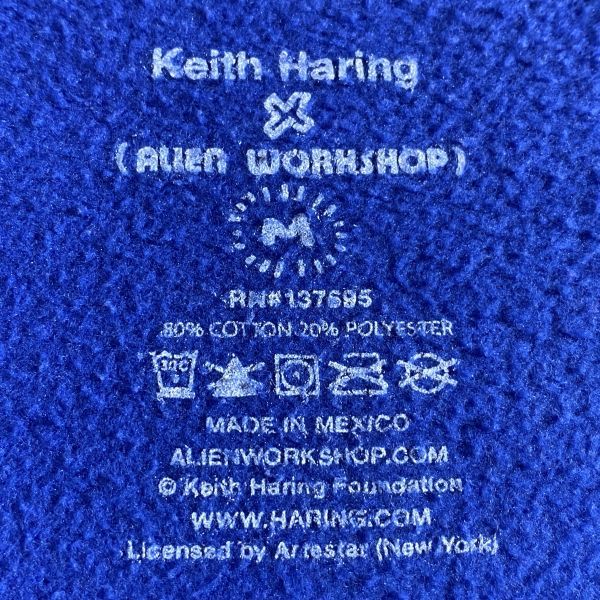 Keith Haring
X
(ALIEN WORKSHOP)
M
RN#137695
80% COTTON 20% POLYESTER
30C
MADE IN MEXICO
ALIENWORKSHOP.COM
© Keith Haring Foundation
WWW.HARING.COM
Licensed by Artestar (New York)